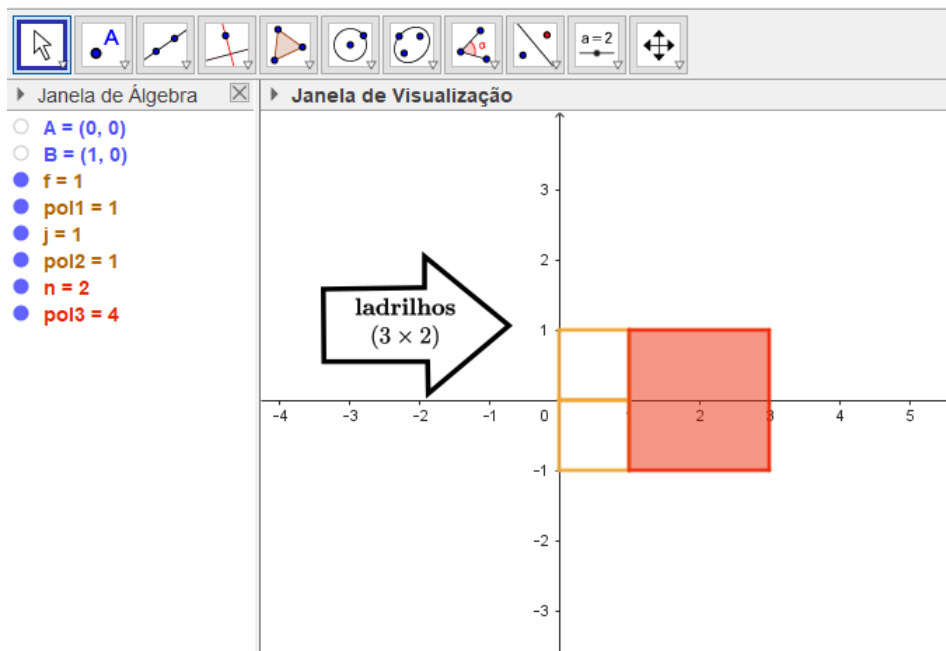 A
α
a = 2
Janela de Álgebra
Janela de Visualização
A = (0, 0)
B = (1, 0)
f = 1
pol1 = 1
j = 1
pol2 = 1
n = 2
pol3 = 4
ladrilhos
(3 × 2)
3
2
1
-4 -3 -2 -1 0 1 2 3 4 5
-1
-2
-3